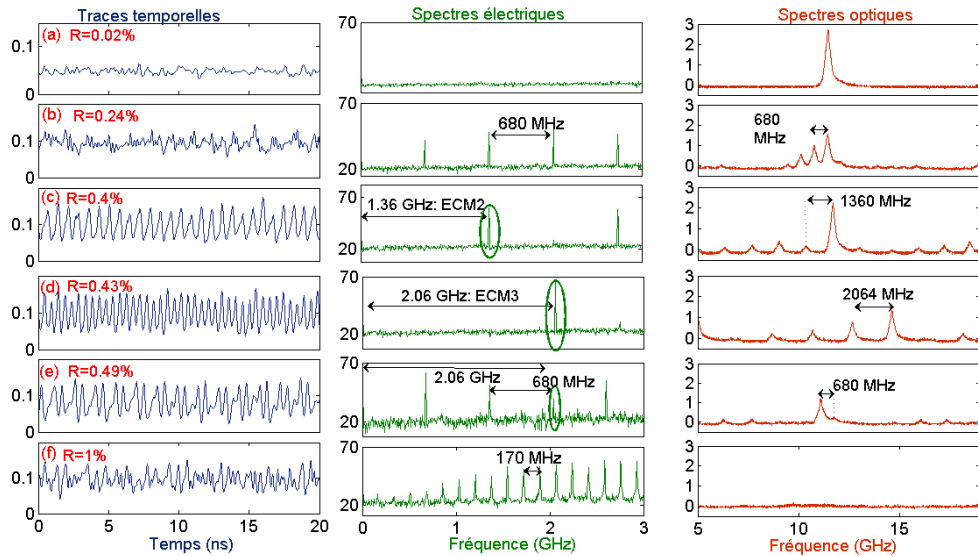 Traces temporelles
Spectres électriques
Spectres optiques
(a) R=0.02%
0.1
0
70
3
2
1
0
(b) R=0.24%
0.1
0
70
20
680 MHz
3
2
1
0
680
MHz
(c) R=0.4%
0.1
0
70
20
1.36 GHz: ECM2
3
2
1
0
1360 MHz
(d) R=0.43%
0.1
0
70
20
2.06 GHz: ECM3
3
2
1
0
2064 MHz
(e) R=0.49%
0.1
0
70
20
2.06 GHz
680 MHz
3
2
1
0
680 MHz
(f) R=1%
0.1
0
70
20
170 MHz
3
2
1
0
0 5 10 15 20
0 1 2 3
5 10 15
Temps (ns)
Fréquence (GHz)
Fréquence (GHz)